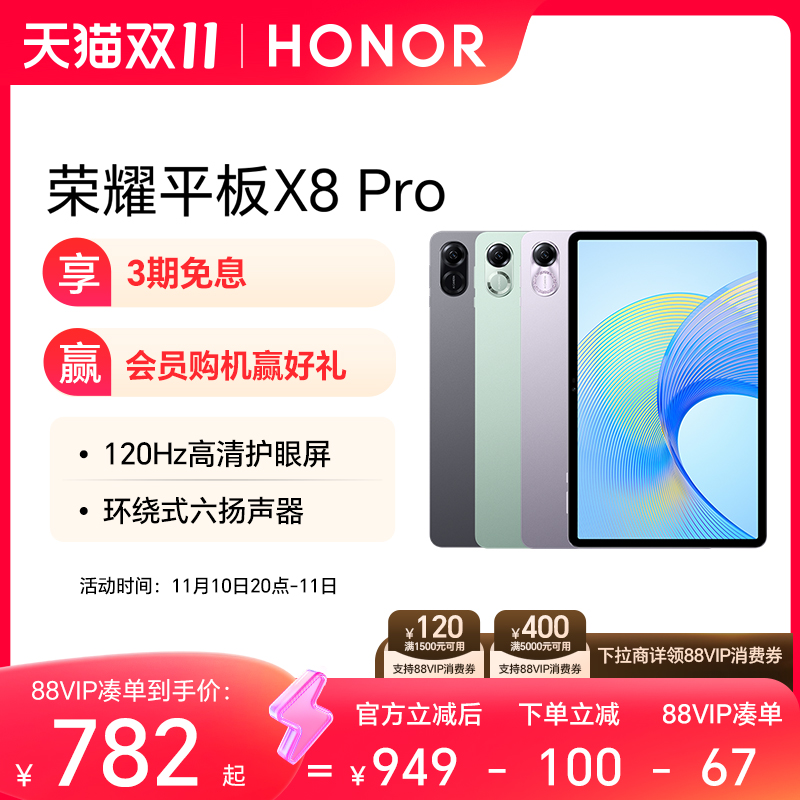 天猫双11 HONOR
荣耀平板X8 Pro
享 3期免息
赢 会员购机赢好礼
• 120Hz高清护眼屏
• 环绕式六扬声器
活动时间：11月10日20点-11日
¥120
满1500元可用
支持88VIP消费券
¥400
满5000元可用
支持88VIP消费券
下拉商详领88VIP消费券
88VIP凑单到手价：
¥782起
=
官方立减后 下单立减 88VIP凑单
¥949 - 100 - 67